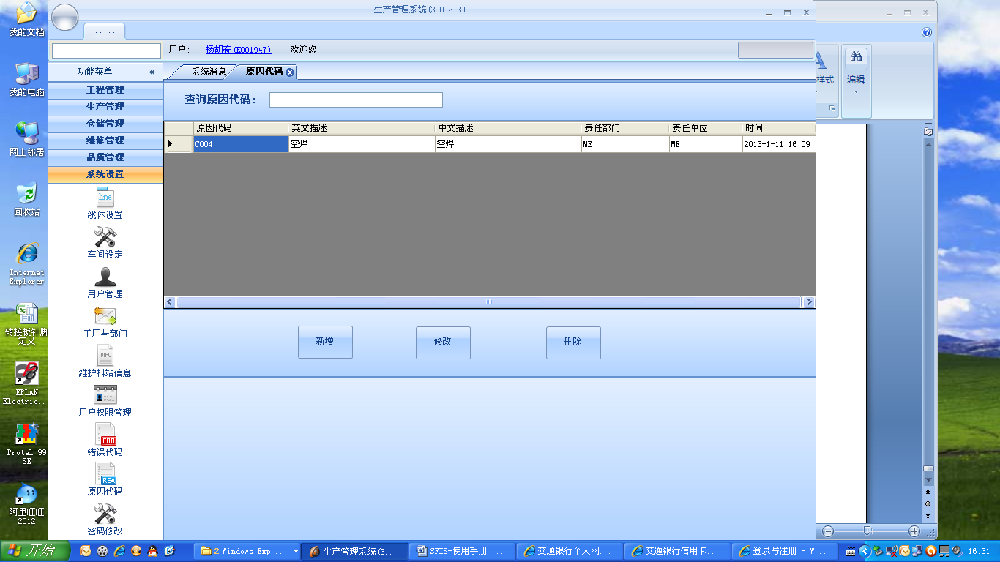 生产管理系统(3.0.2.3)
......
用户: 杨胡春(K001947) 欢迎您
功能菜单 «
工程管理
生产管理
仓储管理
维修管理
品质管理
系统设置
line
线体设置
车间设定
用户管理
工厂与部门
INFO
维护料站信息
用户权限管理
ERR
错误代码
REA
原因代码
密码修改
系统消息 原因代码
查询原因代码:
原因代码 英文描述 中文描述 责任部门 责任单位 时间
C004 空焊 空焊 ME ME 2013-1-11 16:09
新增 修改 删除
样式
编辑
我的文档
我的电脑
网上邻居
回收站
Internet
Explorer
转接板针脚
定义
EPLAN
Electric...
Protel 99
SE
阿里旺旺
2012
开始
2 Windows Exp...
生产管理系统(3...
SFIS-使用手册 ...
交通银行个人网...
交通银行信用卡...
登录与注册 - W...
16:31